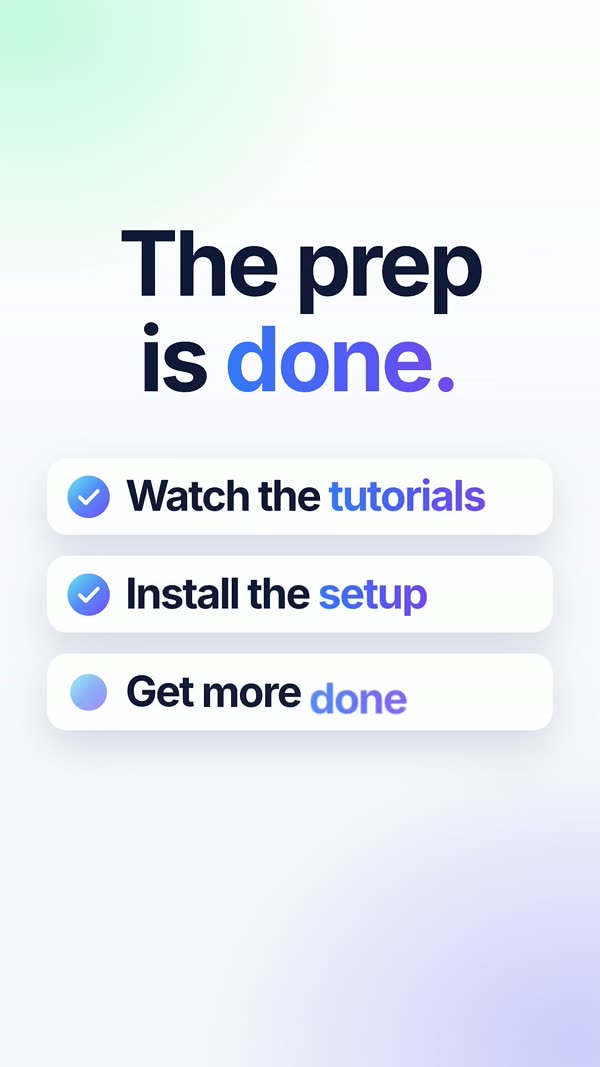 The prep
is done.
Watch the tutorials
Install the setup
Get more done